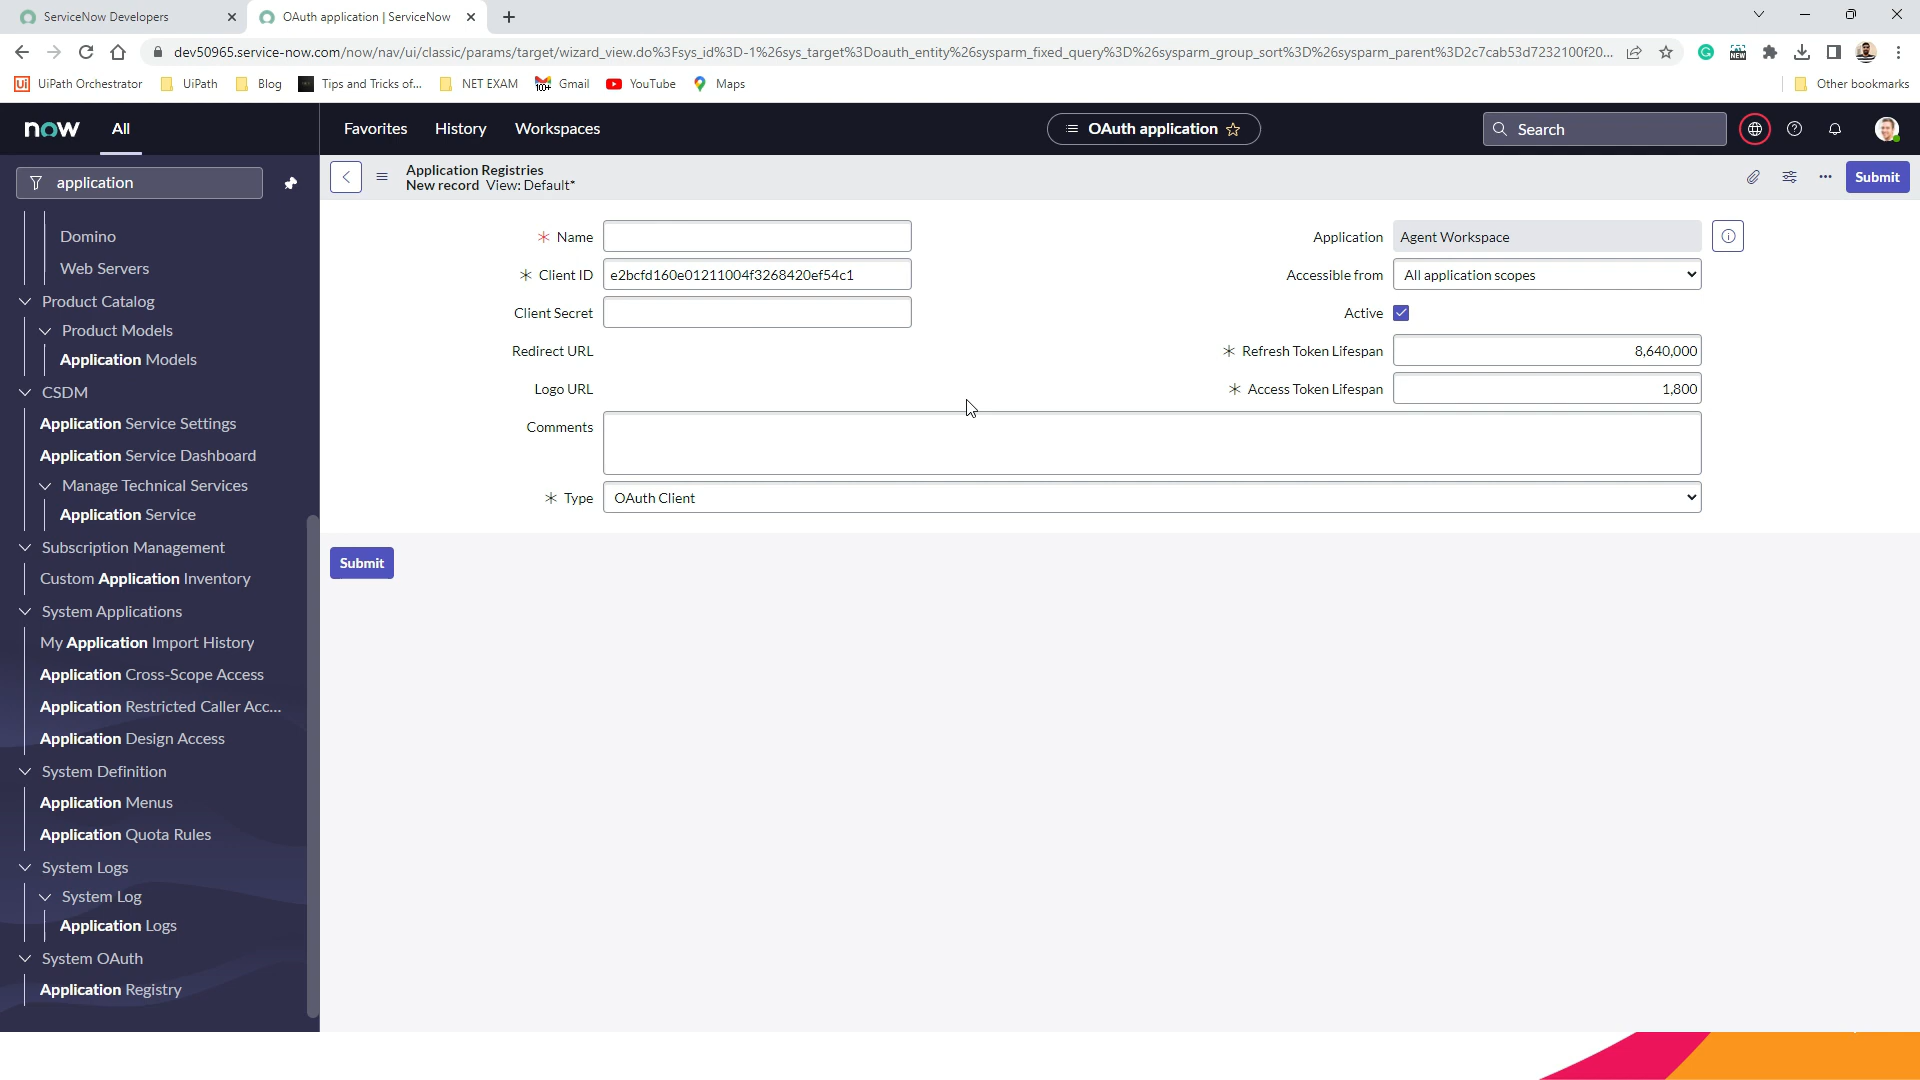 ServiceNow Developers
OAuth application | ServiceNow
dev50965.service-now.com/now/nav/ui/classic/params/target/wizard_view.do%3Fsys_id%3D-1%26sys_target%3Doauth_entity%26sysparm_fixed_query%3D%26sysparm_group_sort%3D%26sysparm_parent%3D2c7cab53d7232100f20...
UiPath Orchestrator
UiPath
Blog
Tips and Tricks of...
NET EXAM
100+
Gmail
YouTube
Maps
Other bookmarks
now
All
Favorites
History
Workspaces
OAuth application
Search
application
Application Registries
New record View: Default*
Submit
Domino
Web Servers
Product Catalog
Product Models
Application Models
CSDM
Application Service Settings
Application Service Dashboard
Manage Technical Services
Application Service
Subscription Management
Custom Application Inventory
System Applications
My Application Import History
Application Cross-Scope Access
Application Restricted Caller Acc...
Application Design Access
System Definition
Application Menus
Application Quota Rules
System Logs
System Log
Application Logs
System OAuth
Application Registry
Name
Client ID e2bcfd160e01211004f3268420ef54c1
Client Secret
Redirect URL
Logo URL
Comments
Type OAuth Client
Application Agent Workspace
Accessible from All application scopes
Active
Refresh Token Lifespan 8,640,000
Access Token Lifespan 1,800
Submit